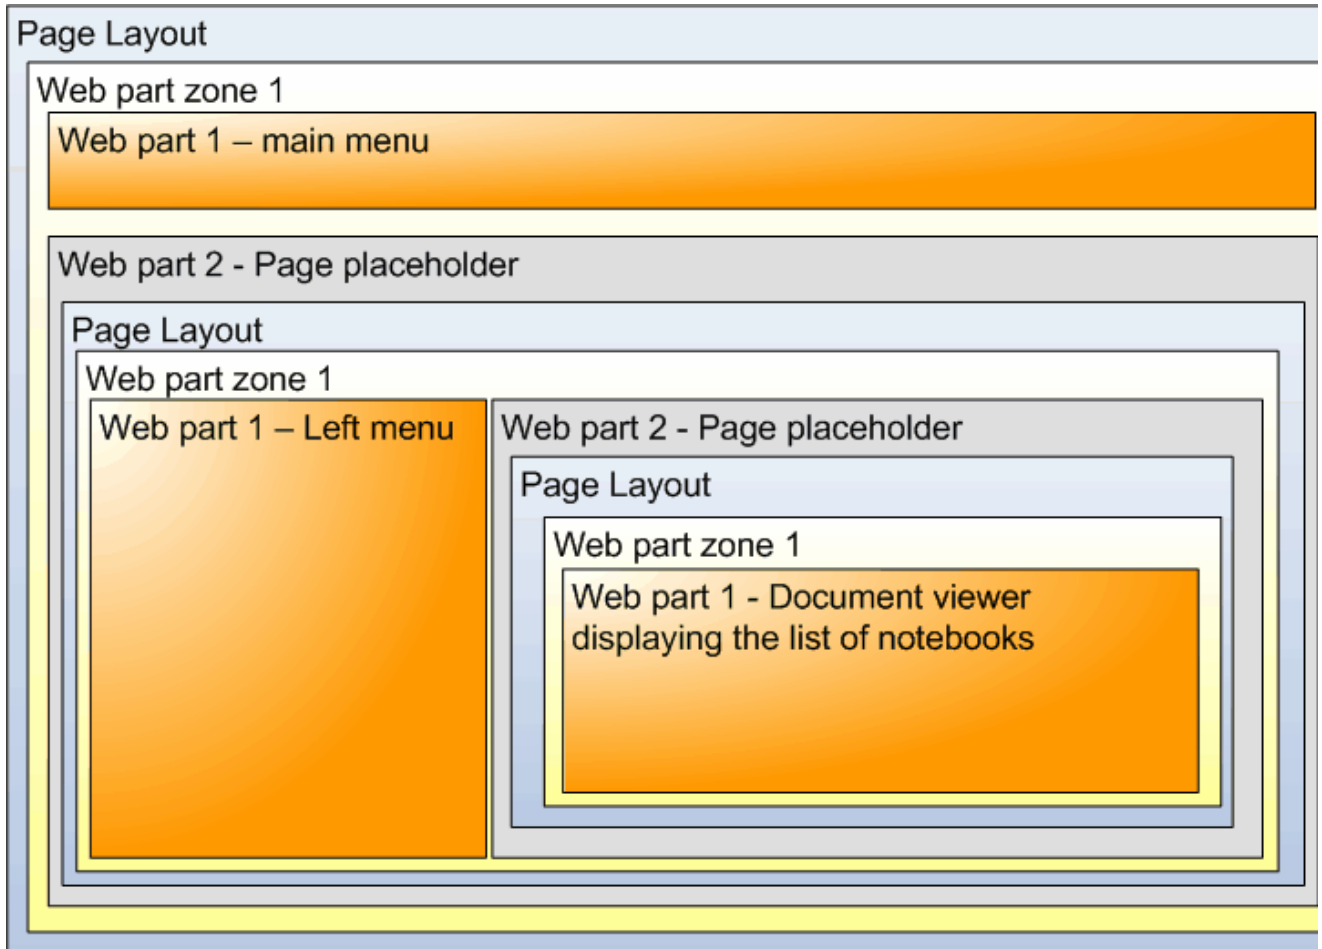 Page Layout
Web part zone 1
Web part 1 – main menu
Web part 2 - Page placeholder
Page Layout
Web part zone 1
Web part 1 – Left menu
Web part 2 - Page placeholder
Page Layout
Web part zone 1
Web part 1 - Document viewer
displaying the list of notebooks